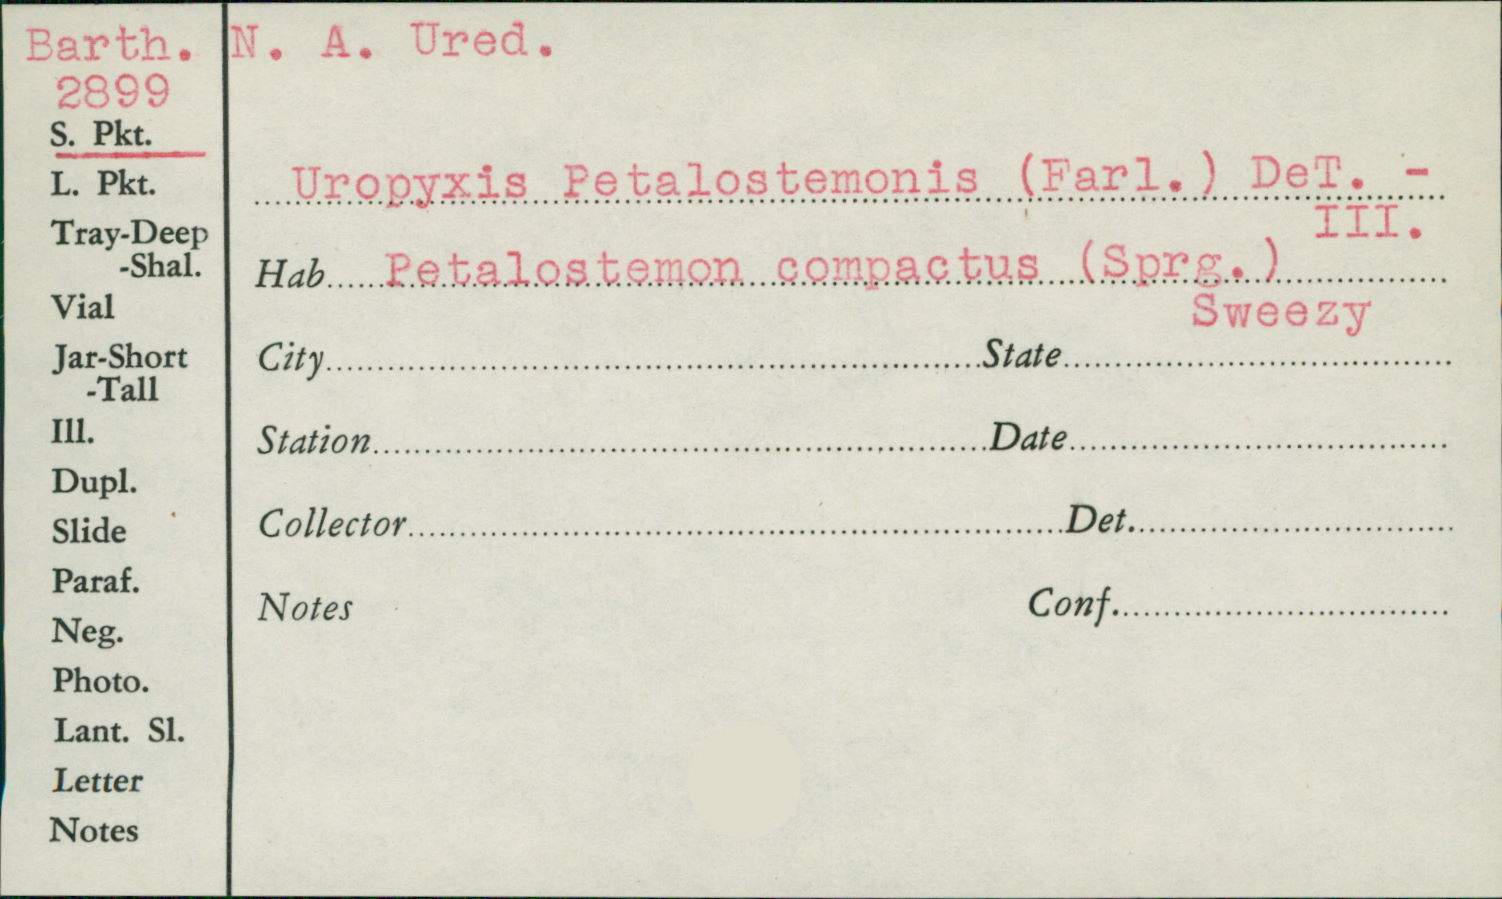 Barth. N. A. Ured.
2899
S. Pkt.
L. Pkt.
Tray-Deep
-Shal.
Vial
Jar-Short
-Tall
Ill.
Dupl.
Slide
Paraf.
Neg.
Photo.
Lant. Sl.
Letter
Notes
Uropyxis Petalostemonis (Farl.) DeT. -
III.
Hab. Petalostemon compactus (Sprg.)
Sweezy
City State
Station Date
Collector Det.
Notes Conf.